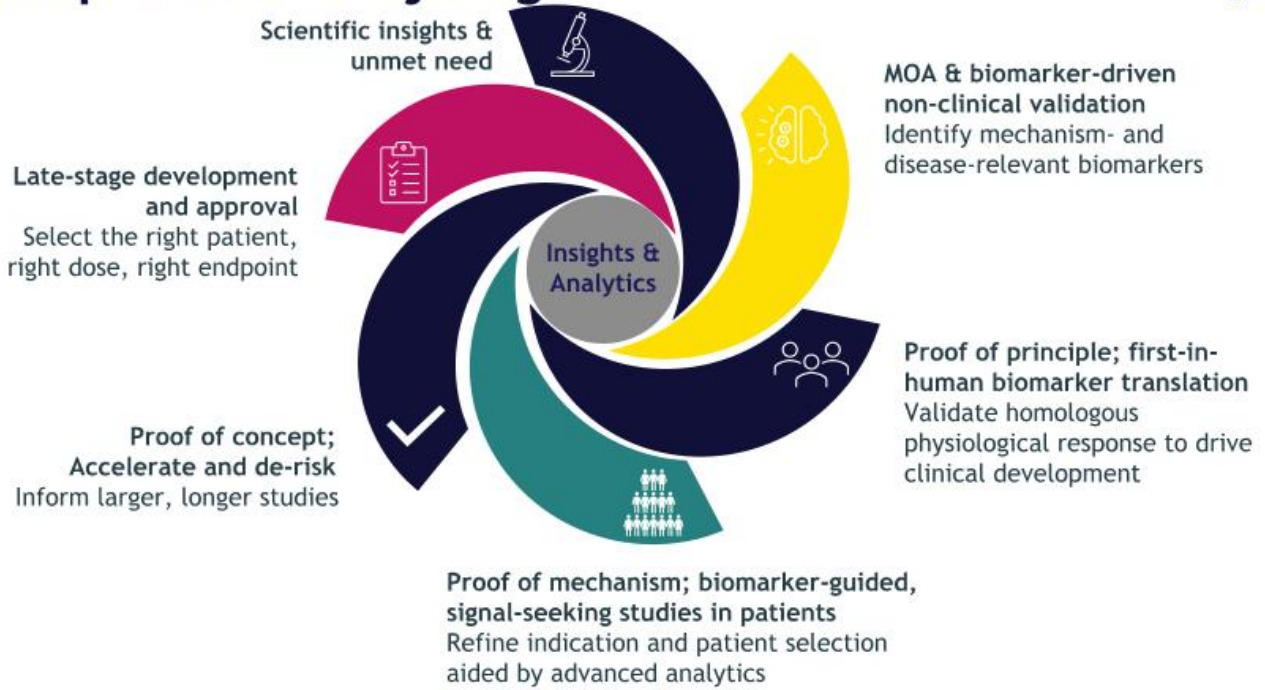 Scientific insights &
unmet need
MOA & biomarker-driven
non-clinical validation
Identify mechanism- and
disease-relevant biomarkers
Proof of principle; first-in-
human biomarker translation
Validate homologous
physiological response to drive
clinical development
Proof of mechanism; biomarker-guided,
signal-seeking studies in patients
Refine indication and patient selection
aided by advanced analytics
Proof of concept;
Accelerate and de-risk
Inform larger, longer studies
Late-stage development
and approval
Select the right patient,
right dose, right endpoint
Insights &
Analytics